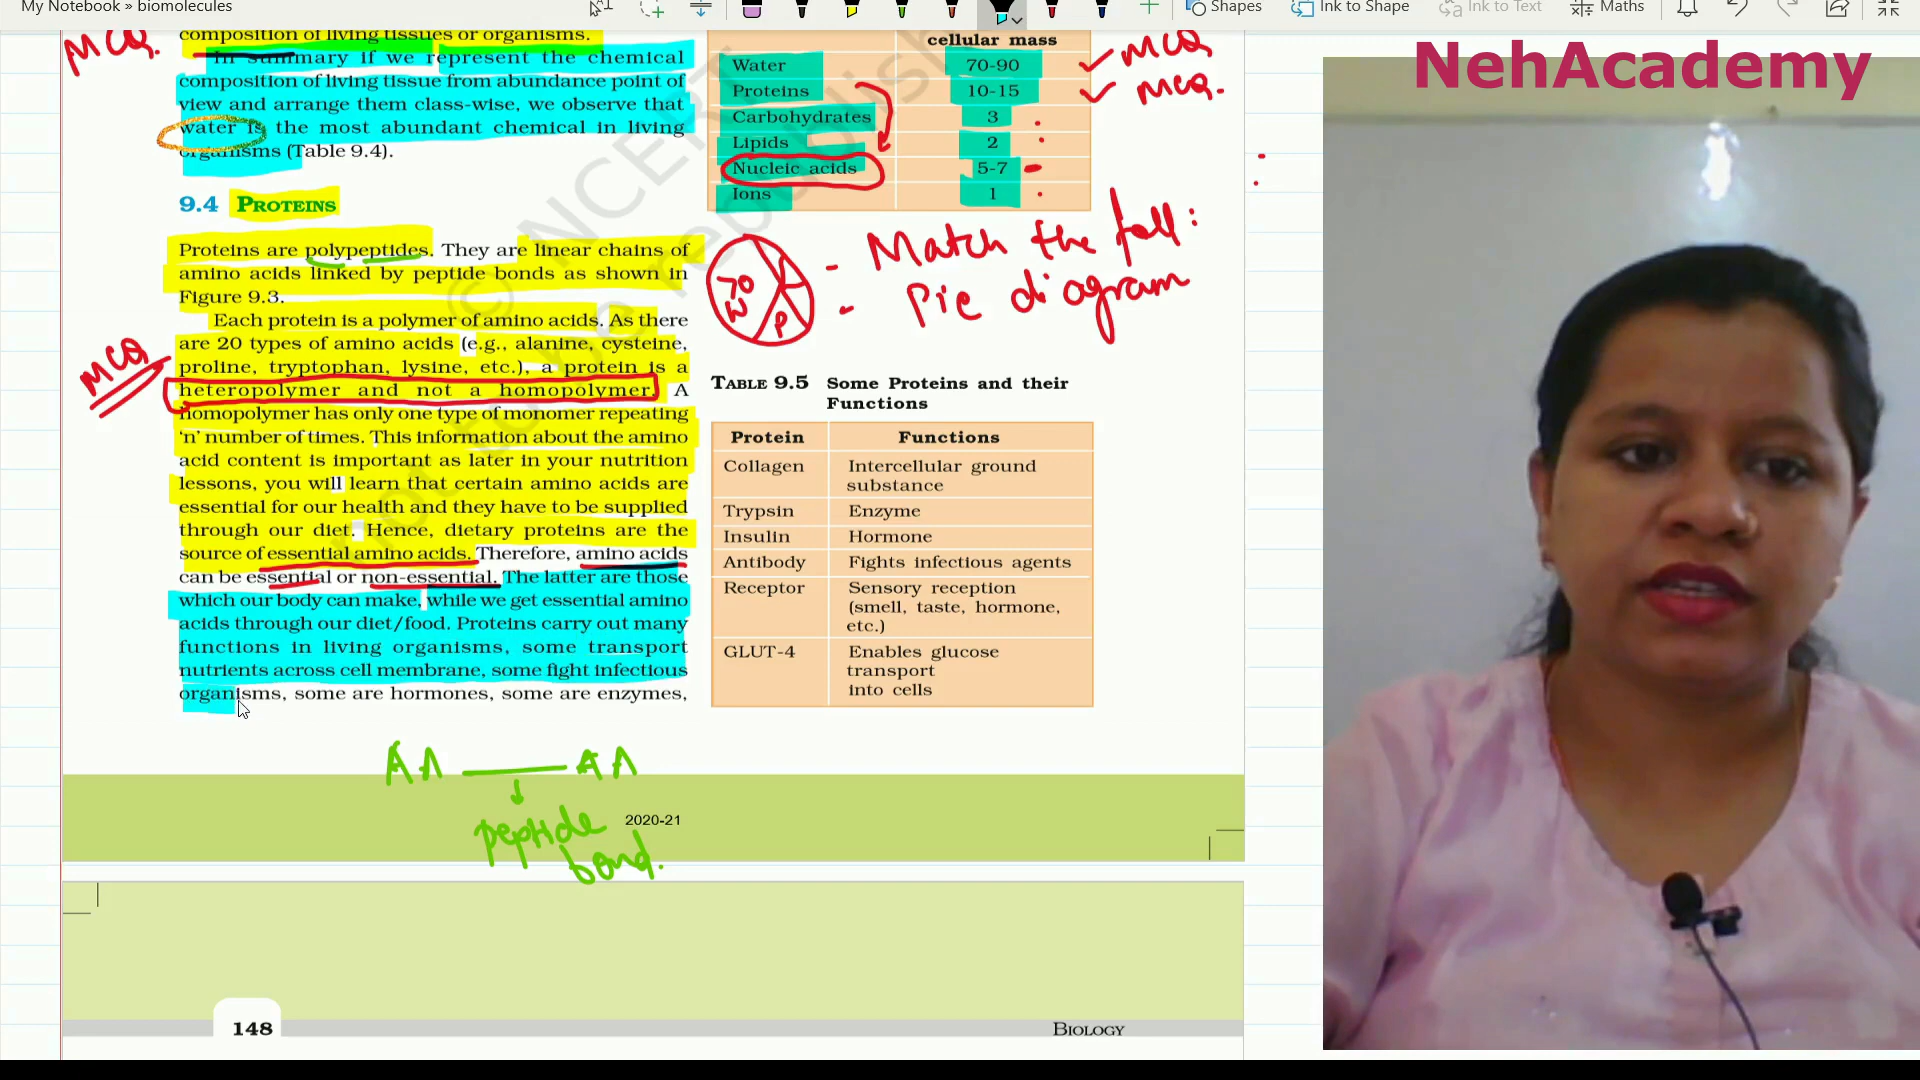 My Notebook » biomolecules
Shapes
Ink to Shape
Ink to Text
Maths
NehAcademy
MCQ.
composition of living tissues or organisms.
In summary if we represent the chemical
composition of living tissue from abundance point of
view and arrange them class-wise, we observe that
water is the most abundant chemical in living
organisms (Table 9.4).
9.4 PROTEINS
Proteins are polypeptides. They are linear chains of
amino acids linked by peptide bonds as shown in
Figure 9.3.
Each protein is a polymer of amino acids. As there
are 20 types of amino acids (e.g., alanine, cysteine,
proline, tryptophan, lysine, etc.), a protein is a
MCQ
heteropolymer and not a homopolymer. A
homopolymer has only one type of monomer repeating
'n' number of times. This information about the amino
acid content is important as later in your nutrition
lessons, you will learn that certain amino acids are
essential for our health and they have to be supplied
through our diet. Hence, dietary proteins are the
source of essential amino acids. Therefore, amino acids
can be essential or non-essential. The latter are those
which our body can make, while we get essential amino
acids through our diet/food. Proteins carry out many
functions in living organisms, some transport
nutrients across cell membrane, some fight infectious
organisms, some are hormones, some are enzymes,
cellular mass
Water 70-90 MCQ
Proteins 10-15 MCQ.
Carbohydrates 3
Lipids 2
Nucleic acids 5-7
Ions 1
- Match the foll:
- Pie diagram
70
W
P
TABLE 9.5 Some Proteins and their
Functions
Protein Functions
Collagen Intercellular ground
substance
Trypsin Enzyme
Insulin Hormone
Antibody Fights infectious agents
Receptor Sensory reception
(smell, taste, hormone,
etc.)
GLUT-4 Enables glucose
transport
into cells
© NCERT
not to be republished
AA AA
peptide
bond.
2020-21
148
BIOLOGY